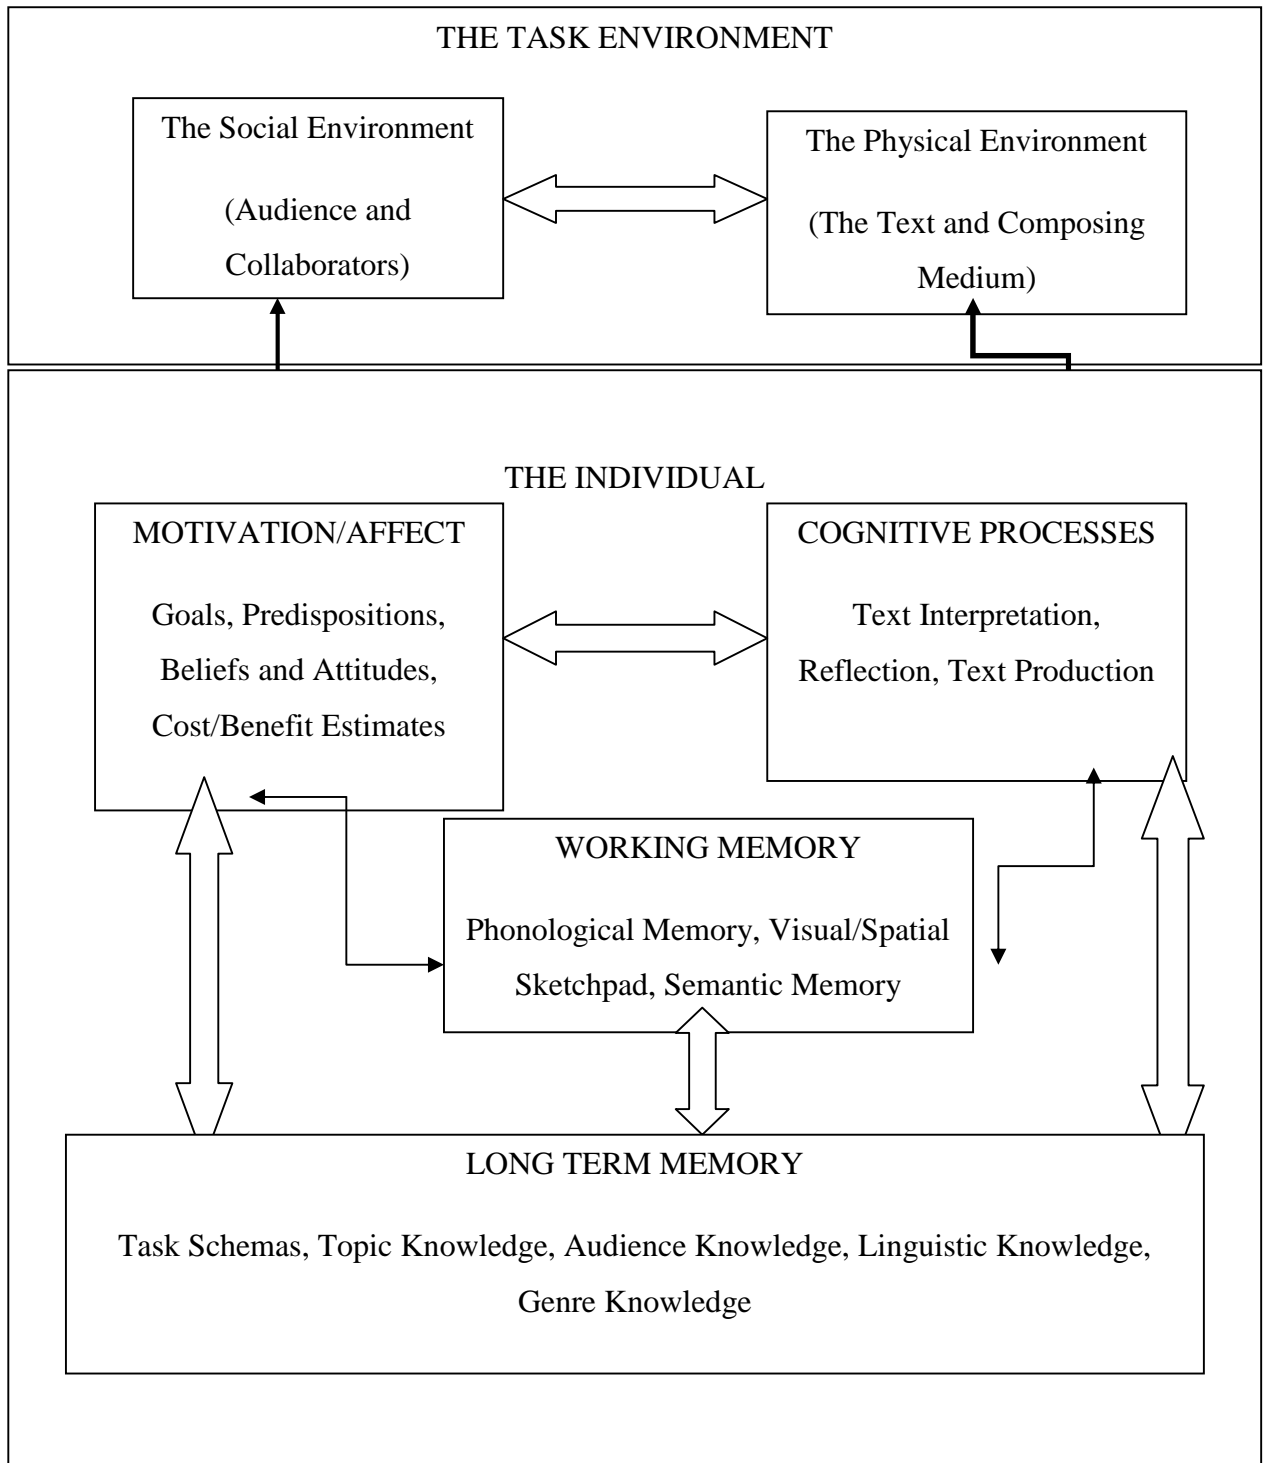 THE TASK ENVIRONMENT
The Social Environment
(Audience and
Collaborators)
The Physical Environment
(The Text and Composing
Medium)
THE INDIVIDUAL
MOTIVATION/AFFECT
Goals, Predispositions,
Beliefs and Attitudes,
Cost/Benefit Estimates
COGNITIVE PROCESSES
Text Interpretation,
Reflection, Text Production
WORKING MEMORY
Phonological Memory, Visual/Spatial
Sketchpad, Semantic Memory
LONG TERM MEMORY
Task Schemas, Topic Knowledge, Audience Knowledge, Linguistic Knowledge,
Genre Knowledge